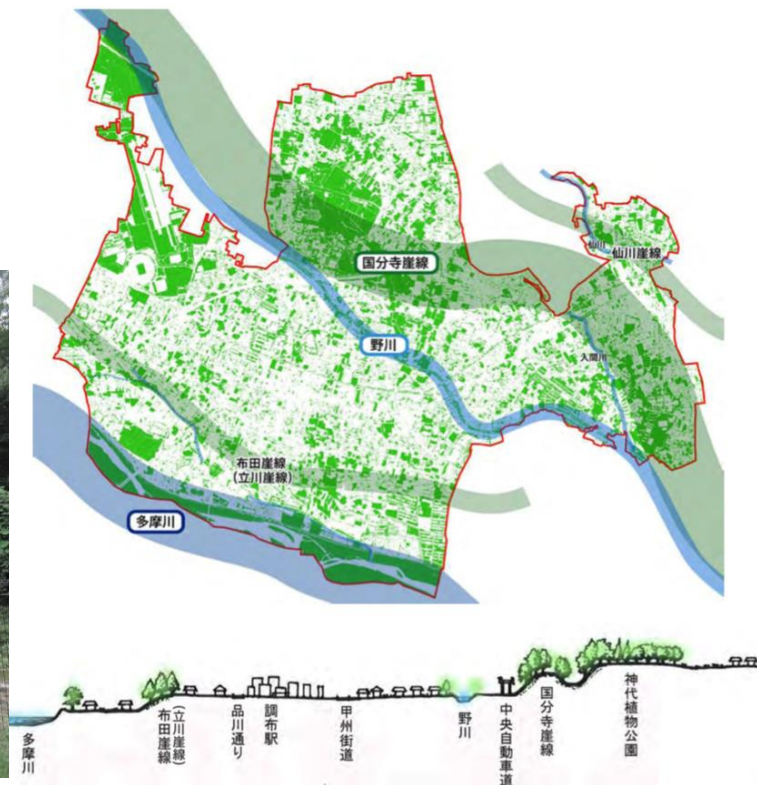 仙川
仙川崖線
国分寺崖線
野川
入間川
布田崖線
(立川崖線)
多摩川
多摩川
(立川崖線)
布田崖線
品川通り
調布駅
甲州街道
野川
中央自動車道
国分寺崖線
神代植物公園